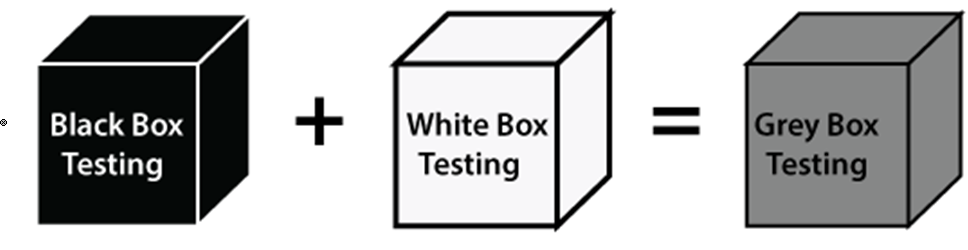 Black Box
Testing
+
White Box
Testing
=
Grey Box
Testing